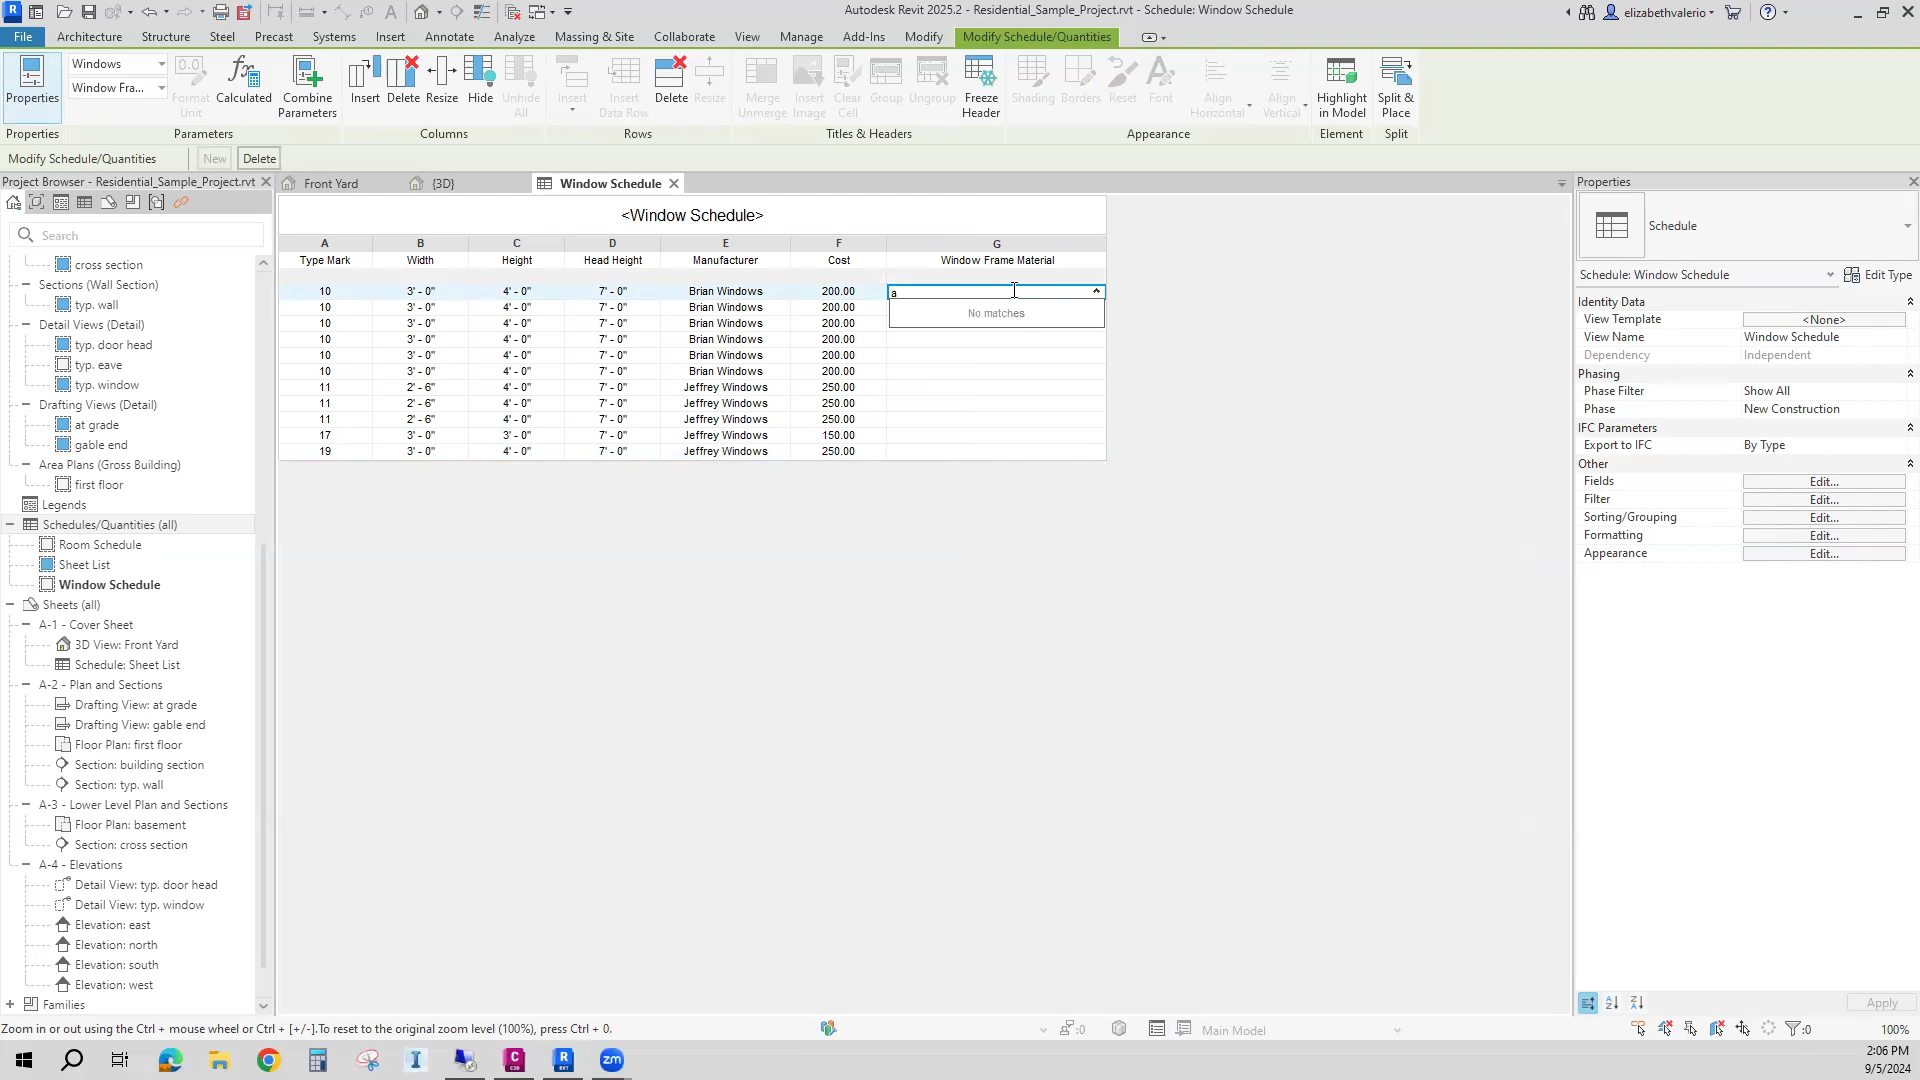 Autodesk Revit 2025.2 - Residential_Sample_Project.rvt - Schedule: Window Schedule
elizabethvalerio
File Architecture Structure Steel Precast Systems Insert Annotate Analyze Massing & Site Collaborate View Manage Add-Ins Modify Modify Schedule/Quantities
Windows
Window Fra...
Properties
Format Unit
Calculated
Combine Parameters
Insert
Delete
Resize
Hide
Unhide All
Insert
Insert Data Row
Delete
Resize
Merge Unmerge
Insert Image
Clear Cell
Group
Ungroup
Freeze Header
Shading
Borders
Reset
Font
Align Horizontal
Align Vertical
Highlight in Model
Split & Place
Properties Parameters Columns Rows Titles & Headers Appearance Element Split
Modify Schedule/Quantities New Delete
Project Browser - Residential_Sample_Project.rvt
Search
cross section
Sections (Wall Section)
typ. wall
Detail Views (Detail)
typ. door head
typ. eave
typ. window
Drafting Views (Detail)
at grade
gable end
Area Plans (Gross Building)
first floor
Legends
Schedules/Quantities (all)
Room Schedule
Sheet List
Window Schedule
Sheets (all)
A-1 - Cover Sheet
3D View: Front Yard
Schedule: Sheet List
A-2 - Plan and Sections
Drafting View: at grade
Drafting View: gable end
Floor Plan: first floor
Section: building section
Section: typ. wall
A-3 - Lower Level Plan and Sections
Floor Plan: basement
Section: cross section
A-4 - Elevations
Detail View: typ. door head
Detail View: typ. window
Elevation: east
Elevation: north
Elevation: south
Elevation: west
Families
Front Yard {3D} Window Schedule
<Window Schedule>
A B C D E F G
Type Mark Width Height Head Height Manufacturer Cost Window Frame Material
10 3' - 0" 4' - 0" 7' - 0" Brian Windows 200.00 a
No matches
10 3' - 0" 4' - 0" 7' - 0" Brian Windows 200.00
10 3' - 0" 4' - 0" 7' - 0" Brian Windows 200.00
10 3' - 0" 4' - 0" 7' - 0" Brian Windows 200.00
10 3' - 0" 4' - 0" 7' - 0" Brian Windows 200.00
10 3' - 0" 4' - 0" 7' - 0" Brian Windows 200.00
11 2' - 6" 4' - 0" 7' - 0" Jeffrey Windows 250.00
11 2' - 6" 4' - 0" 7' - 0" Jeffrey Windows 250.00
11 2' - 6" 4' - 0" 7' - 0" Jeffrey Windows 250.00
17 3' - 0" 3' - 0" 7' - 0" Jeffrey Windows 150.00
19 3' - 0" 4' - 0" 7' - 0" Jeffrey Windows 250.00
Properties
Schedule
Schedule: Window Schedule Edit Type
Identity Data
View Template <None>
View Name Window Schedule
Dependency Independent
Phasing
Phase Filter Show All
Phase New Construction
IFC Parameters
Export to IFC By Type
Other
Fields Edit...
Filter Edit...
Sorting/Grouping Edit...
Formatting Edit...
Appearance Edit...
Apply
Zoom in or out using the Ctrl + mouse wheel or Ctrl + [+/-].To reset to the original zoom level (100%), press Ctrl + 0.
:0
Main Model
:0
100%
2:06 PM
9/5/2024